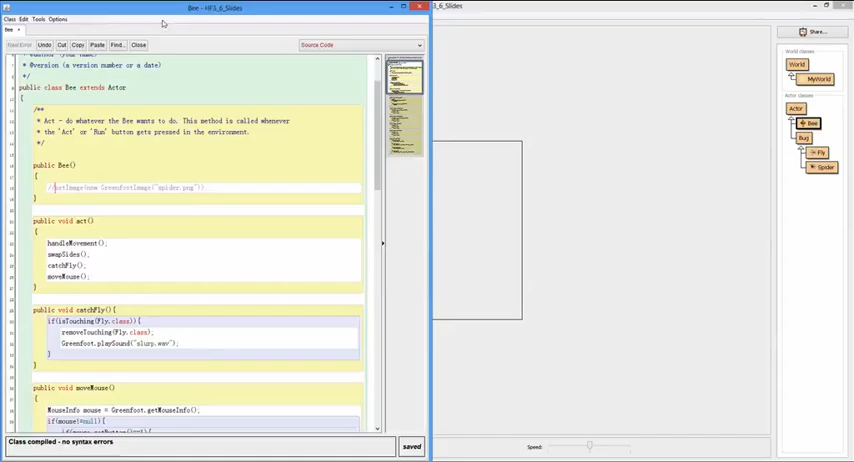 Bee - HF3_6_Slides
_6_Slides
Class Edit Tools Options
Bee
Next Error Undo Cut Copy Paste Find... Close Source Code
* @version (a version number or a date)
*/
public class Bee extends Actor
{
/**
* Act - do whatever the Bee wants to do. This method is called whenever
* the 'Act' or 'Run' button gets pressed in the environment.
*/
public Bee()
{
//setImage(new GreenfootImage("spider.png"))
}
public void act()
{
handleMovement();
swapSides();
catchFly();
moveMouse();
}
public void catchFly(){
if(isTouching(Fly.class)){
removeTouching(Fly.class);
Greenfoot.playSound("slurp.wav");
}
}
public void moveMouse()
{
MouseInfo mouse = Greenfoot.getMouseInfo();
if(mouse!=null){
Class compiled - no syntax errors
saved
Speed:
Share...
World classes
World
MyWorld
Actor classes
Actor
Bee
Bug
Fly
Spider